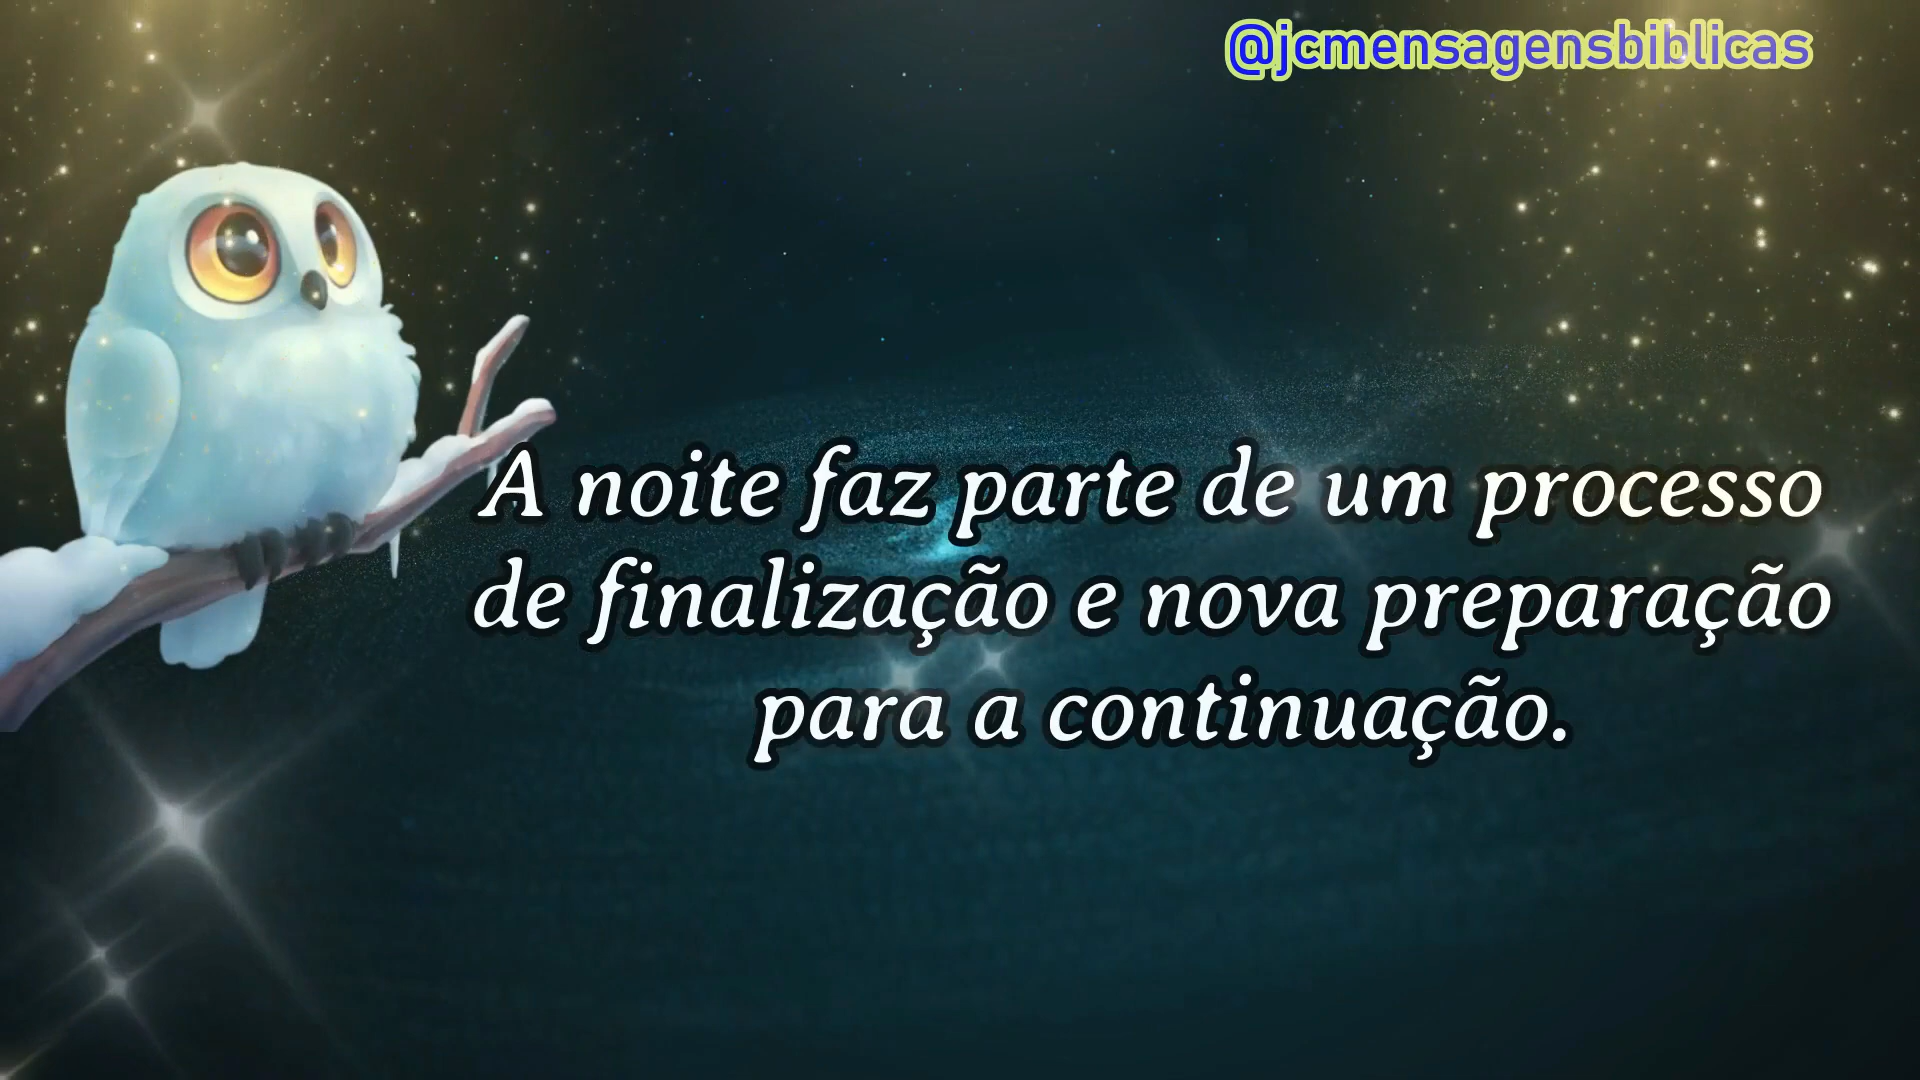 @jcmensagensbiblicas
A noite faz parte de um processo
de finalização e nova preparação
para a continuação.